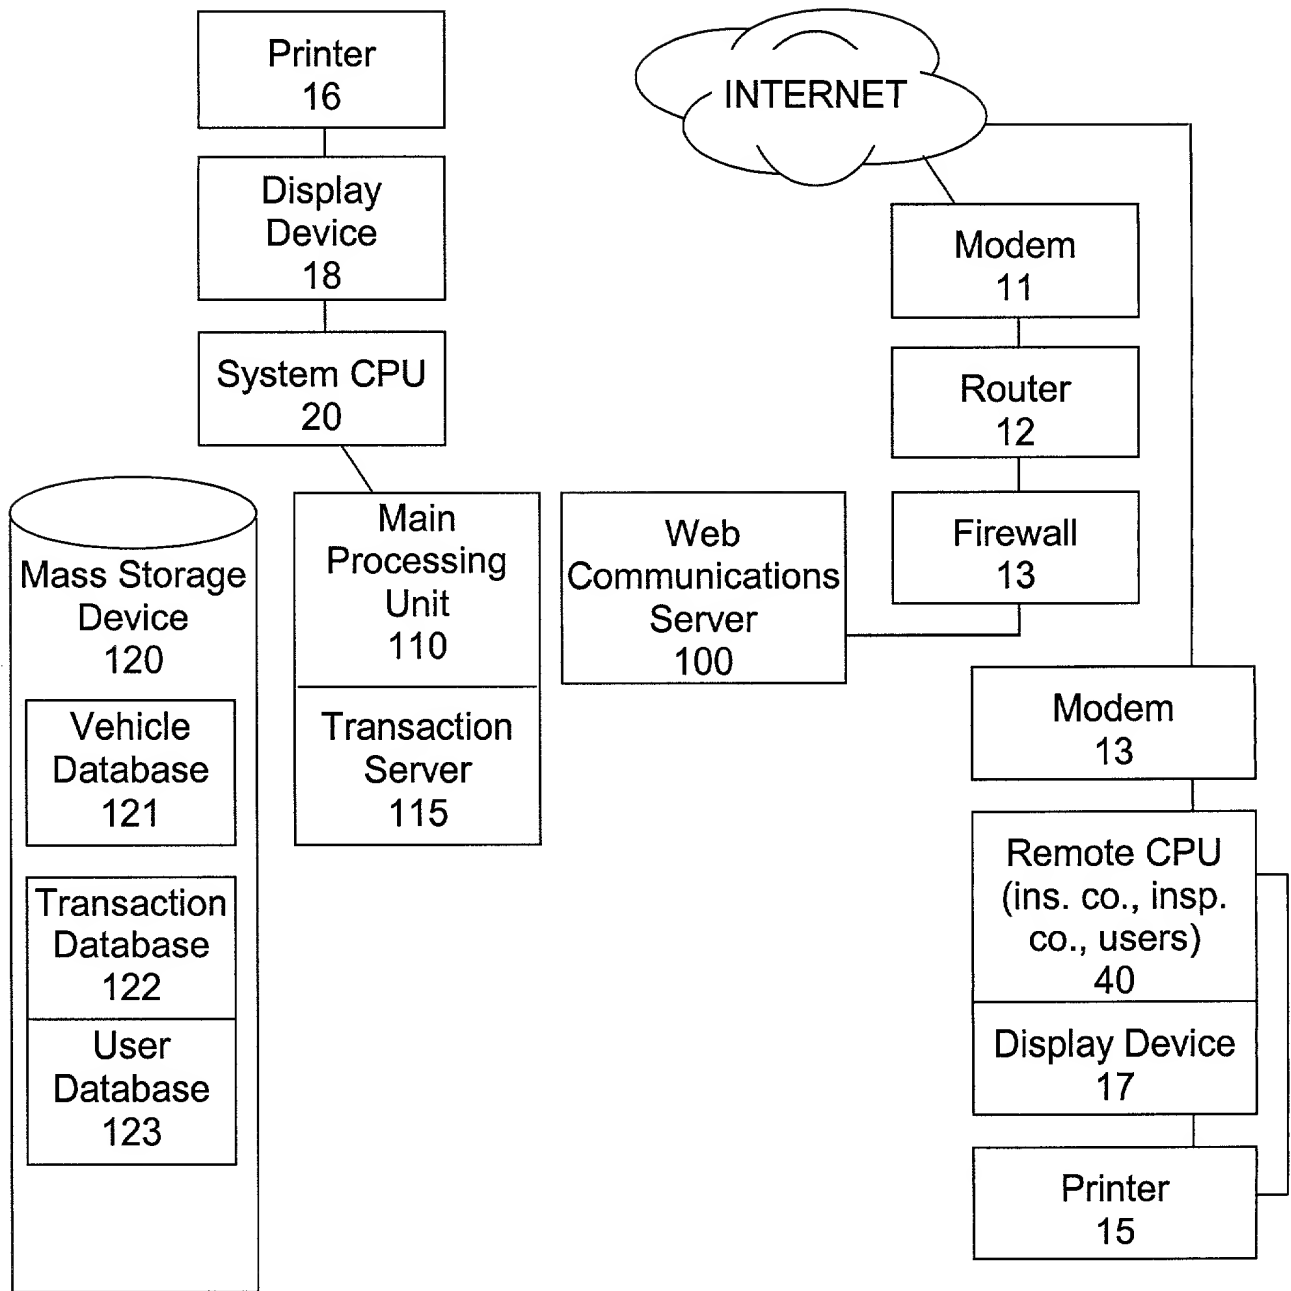 Printer
16
Display
Device
18
System CPU
20
INTERNET
Modem
11
Router
12
Firewall
13
Mass Storage
Device
120
Vehicle
Database
121
Transaction
Database
122
User
Database
123
Main
Processing
Unit
110
Transaction
Server
115
Web
Communications
Server
100
Modem
13
Remote CPU
(ins. co., insp.
co., users)
40
Display Device
17
Printer
15